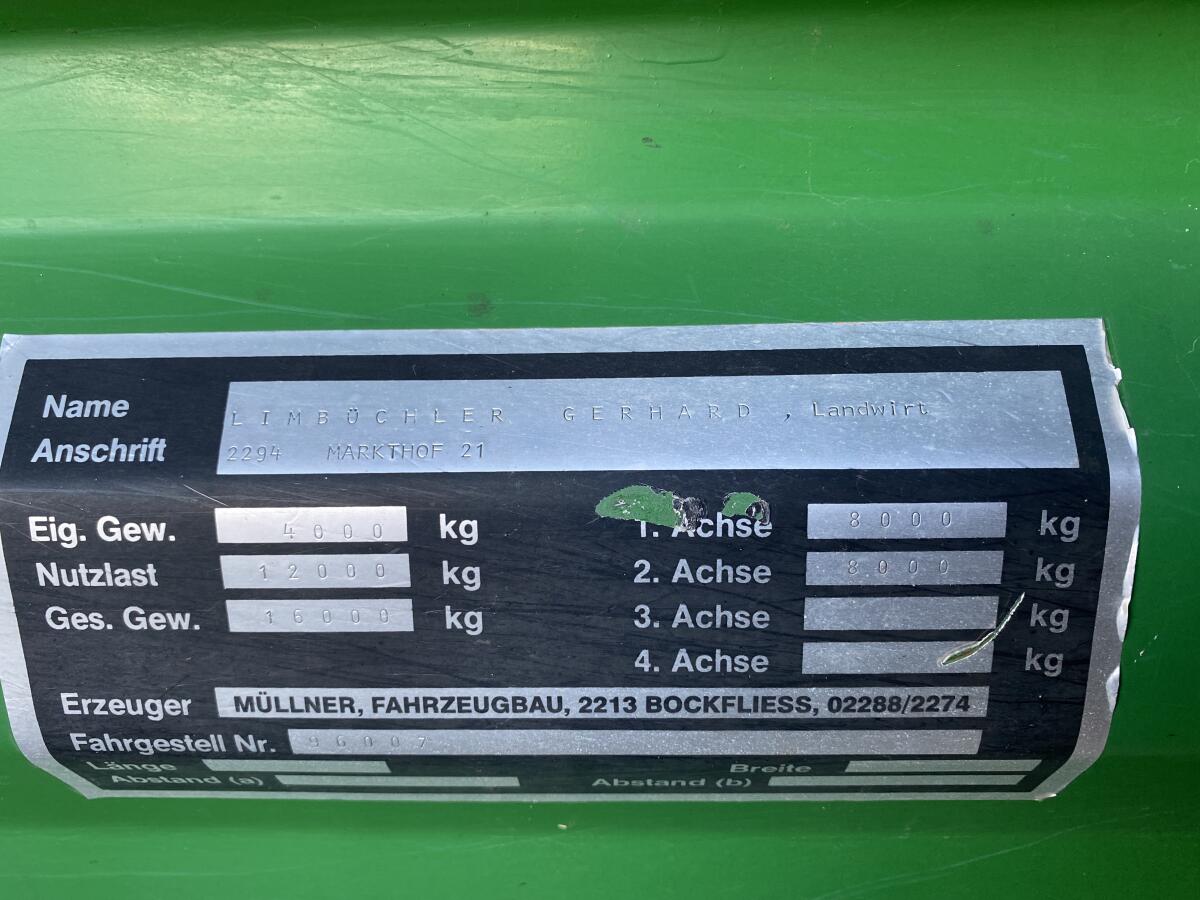 Name LIMBÜCHLER GERHARD , Landwirt
Anschrift 2294 MARKTHOF 21
Eig. Gew. 4000 kg 1. Achse 8000 kg
Nutzlast 12000 kg 2. Achse 8000 kg
Ges. Gew. 16000 kg 3. Achse kg
4. Achse kg
Erzeuger MÜLLNER, FAHRZEUGBAU, 2213 BOCKFLIESS, 02288/2274
Fahrgestell Nr. 96007
Länge Breite
Abstand (a) Abstand (b)